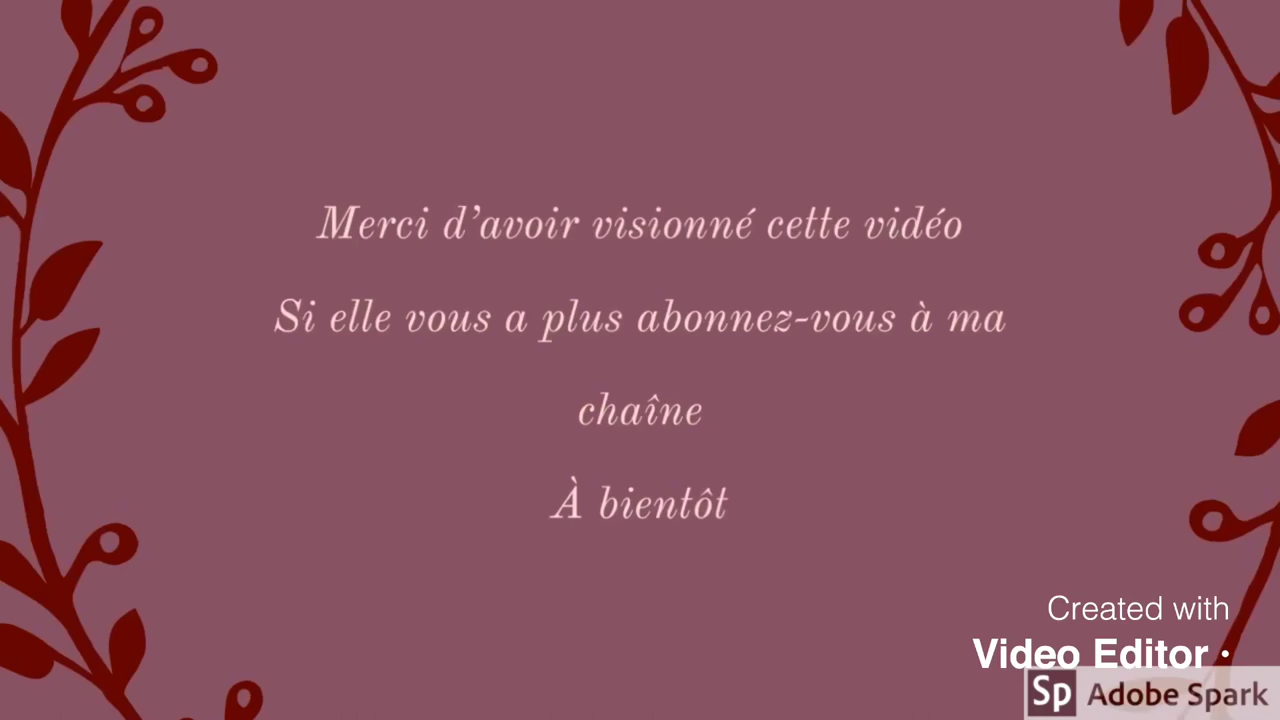 Merci d’avoir visionné cette vidéo
Si elle vous a plus abonnez-vous à ma
chaîne
À bientôt
Created with
Video Editor •
Sp Adobe Spark